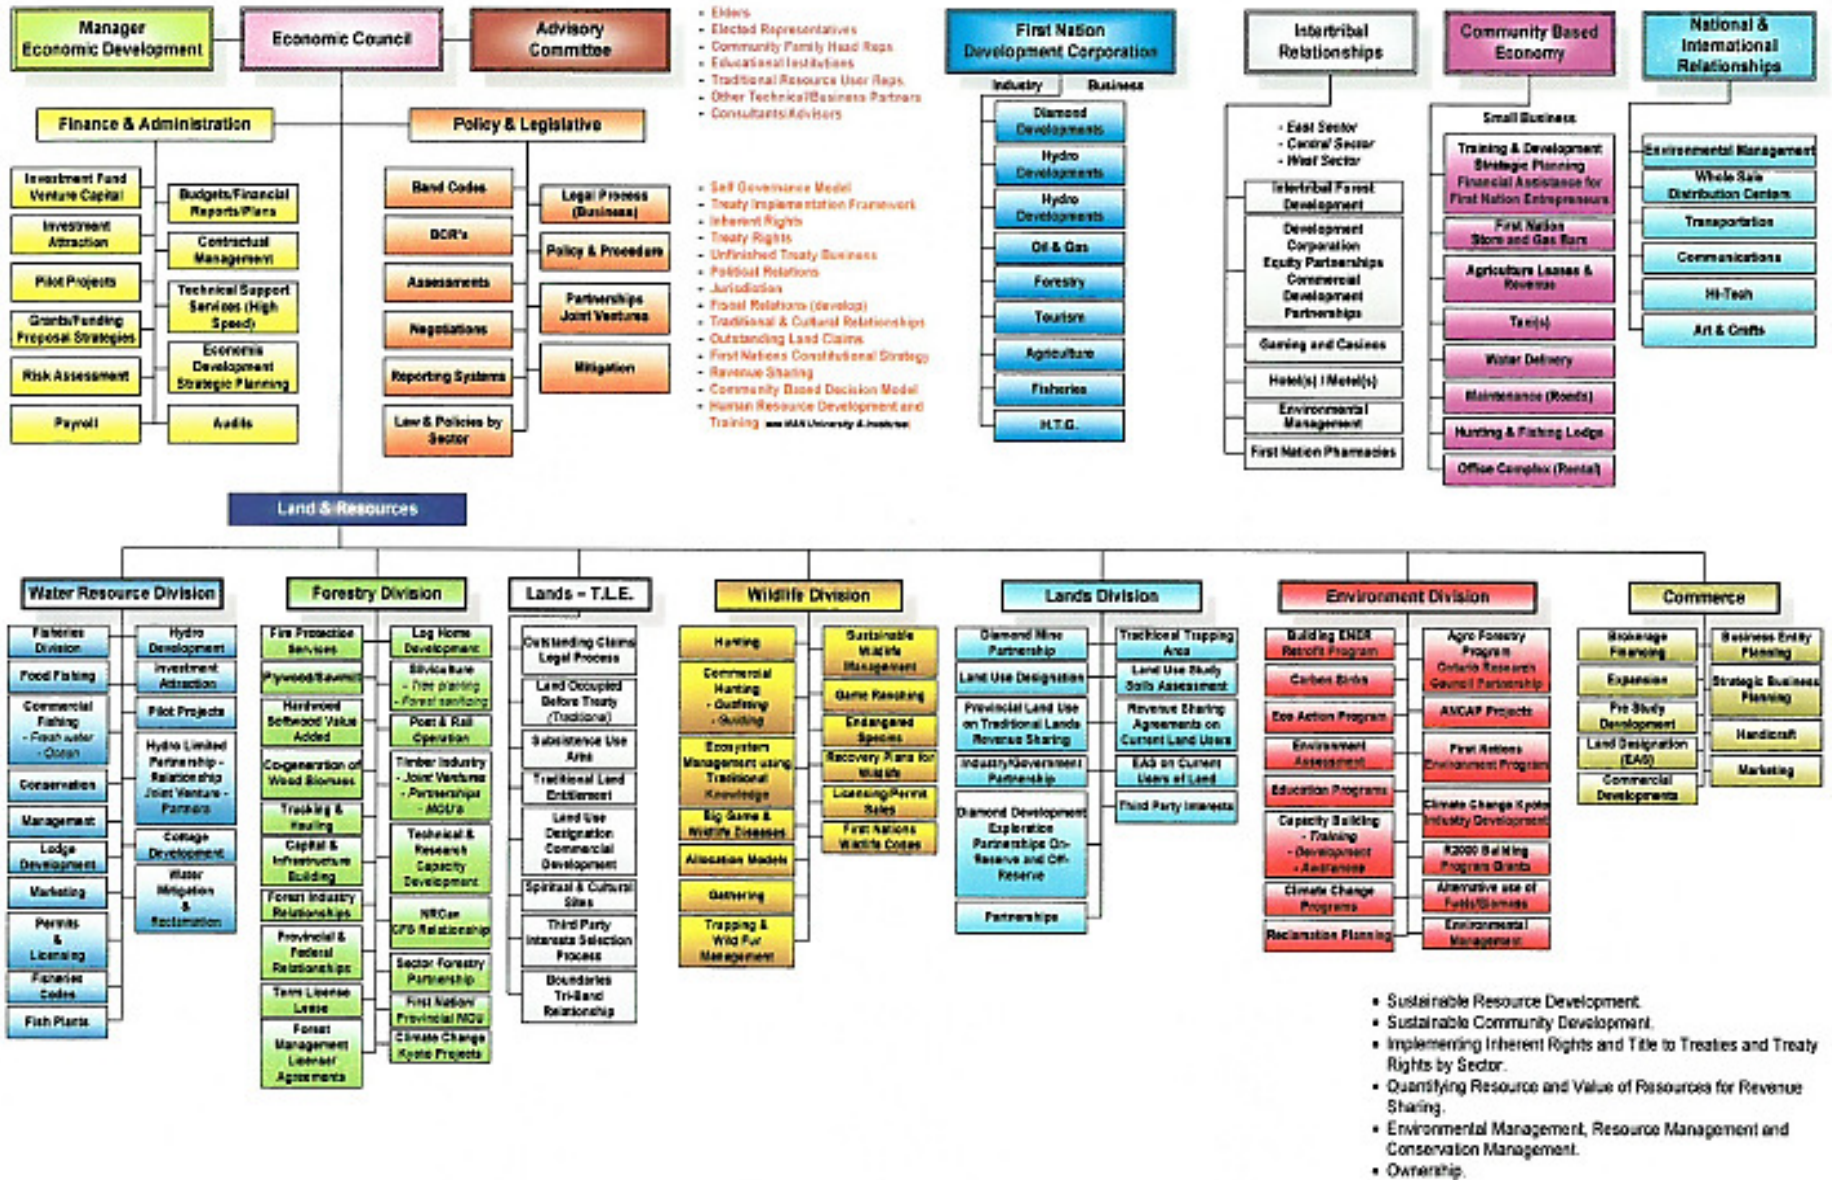 Manager
Economic Development
Economic Council
Advisory
Committee
- Elders
- Elected Representatives
- Community Family Head Reps
- Educational Institutions
- Traditional Resource User Reps.
- Other Technical/Business Partners
- Consultants/Advisors
First Nation
Development Corporation
Intertribal
Relationships
Community Based
Economy
National &
International
Relationships
Finance & Administration
Investment Fund
Venture Capital
Investment
Attraction
Pilot Projects
Grants/Funding
Proposal Strategies
Risk Assessment
Payroll
Budgets/Financial
Reports/Plans
Contractual
Management
Technical Support
Services (High
Speed)
Economic
Development
Strategic Planning
Audits
Policy & Legislative
Band Codes
BCR's
Assessments
Negotiations
Reporting Systems
Law & Policies by
Sector
Legal Process
(Business)
Policy & Procedure
Partnerships
Joint Ventures
Mitigation
- Self Governance Model
- Treaty Implementation Framework
- Inherent Rights
- Treaty Rights
- Unfinished Treaty Business
- Political Relations
- Jurisdiction
- Fiscal Relations (develop)
- Traditional & Cultural Relationships
- Outstanding Land Claims
- First Nations Constitutional Strategy
- Revenue Sharing
- Community Based Decision Model
- Human Resource Development and
Training
Industry
Business
Diamond
Developments
Hydro
Developments
Hydro
Developments
Oil & Gas
Forestry
Tourism
Agriculture
Fisheries
H.T.G.
- East Sector
- Central Sector
- West Sector
Intertribal Forest
Development
Development
Corporation
Equity Partnerships
Commercial
Development
Partnerships
Gaming and Casinos
Hotel(s) / Motel(s)
Environmental
Management
First Nation Pharmacies
Small Business
Training & Development
Strategic Planning
Financial Assistance for
First Nation Entrepreneurs
First Nation
Store and Gas Bars
Agriculture Leases &
Revenue
Taxi(s)
Water Delivery
Maintenance (Roads)
Hunting & Fishing Lodge
Office Complex (Rental)
Environmental Management
Whole Sale
Distribution Centers
Transportation
Communications
Hi-Tech
Art & Crafts
Land & Resources
Water Resource Division
Fisheries
Division
Food Fishing
Commercial
Fishing
- Fresh water
- Ocean
Conservation
Management
Lodge
Development
Marketing
Permits
&
Licensing
Fisheries
Codes
Fish Plants
Hydro
Development
Investment
Attraction
Pilot Projects
Hydro Limited
Partnership -
Relationship
Joint Venture -
Partners
Cottage
Development
Water
Mitigation
&
Reclamation
Forestry Division
Fire Protection
Services
Plywood/Sawmill
Hardwood
Softwood Value
Added
Co-generation of
Wood Biomass
Trucking &
Hauling
Capital &
Infrastructure
Building
Forest Industry
Relationships
Provincial &
Federal
Relationships
Term License
Lease
Forest
Management
License/
Agreements
Log Home
Development
Silviculture
- Tree planting
- Forest sanitizing
Post & Rail
Operation
Timber Industry
- Joint Ventures
- Partnerships
- MOU's
Technical &
Research
Capacity
Development
NRCan
CFS Relationship
Sector Forestry
Partnership
First Nation/
Provincial MOU
Climate Change
Kyoto Projects
Lands – T.L.E.
Outstanding Claims
Legal Process
Land Occupied
Before Treaty
(Traditional)
Subsistence Use
Area
Traditional Land
Entitlement
Land Use
Designation
Commercial
Development
Spiritual & Cultural
Sites
Third Party
Interests Selection
Process
Boundaries
Tri-Band
Relationship
Wildlife Division
Hunting
Commercial
Hunting
- Outfitting
- Guiding
Ecosystem
Management using
Traditional
Knowledge
Big Game &
Wildlife Diseases
Allocation Models
Gathering
Trapping &
Wild Fur
Management
Sustainable
Wildlife
Management
Game Ranching
Endangered
Species
Recovery Plans for
Wildlife
Licensing/Permit
Sales
First Nations
Wildlife Codes
Lands Division
Diamond Mine
Partnership
Land Use Designation
Provincial Land Use
on Traditional Lands
Revenue Sharing
Industry/Government
Partnership
Diamond Development
Exploration
Partnerships On-
Reserve and Off-
Reserve
Partnerships
Traditional Trapping
Area
Land Use Study
Soils Assessment
Revenue Sharing
Agreements on
Current Land Users
EAS on Current
Users of Land
Third Party Interests
Environment Division
Building ENER
Retrofit Program
Carbon Sinks
Eco Action Program
Environment
Assessment
Education Programs
Capacity Building
- Training
- Development
- Awareness
Climate Change
Programs
Reclamation Planning
Agro Forestry
Program
Ontario Research
Council Partnership
ANCAP Projects
First Nations
Environment Program
Climate Change Kyoto
Industry Development
R2000 Building
Program Grants
Alternative use of
Fuels/Biomass
Environmental
Management
Commerce
Brokerage
Financing
Expansion
Pre Study
Development
Land Designation
(EAS)
Commercial
Developments
Business Entity
Planning
Strategic Business
Planning
Handicraft
Marketing
• Sustainable Resource Development.
• Sustainable Community Development.
• Implementing Inherent Rights and Title to Treaties and Treaty
Rights by Sector.
• Quantifying Resource and Value of Resources for Revenue
Sharing.
• Environmental Management, Resource Management and
Conservation Management.
• Ownership.